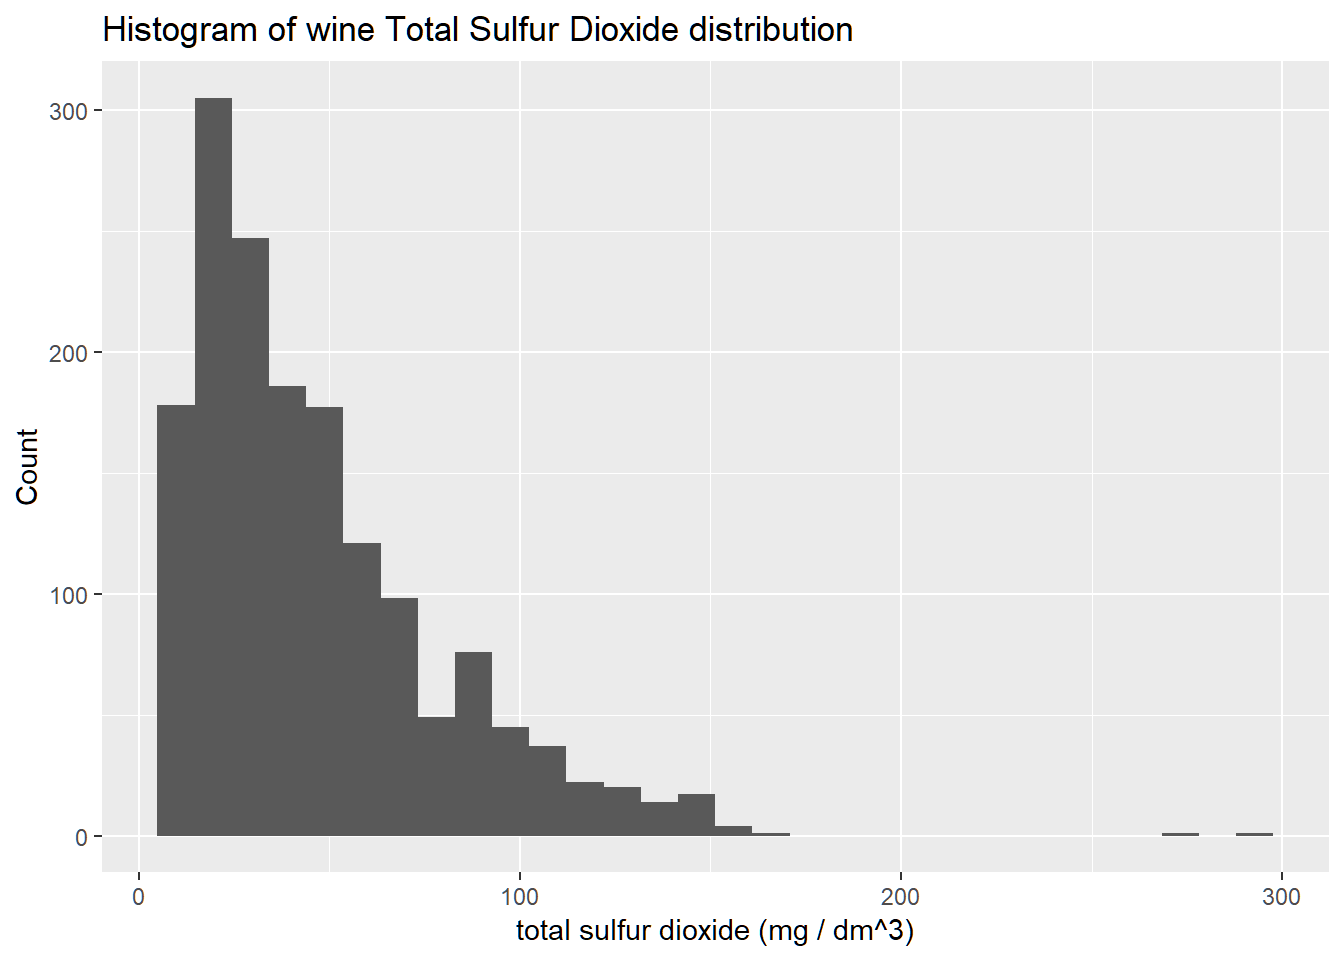 Histogram of wine Total Sulfur Dioxide distribution
300
200
100
0
Count
0 100 200 300
total sulfur dioxide (mg / dm^3)